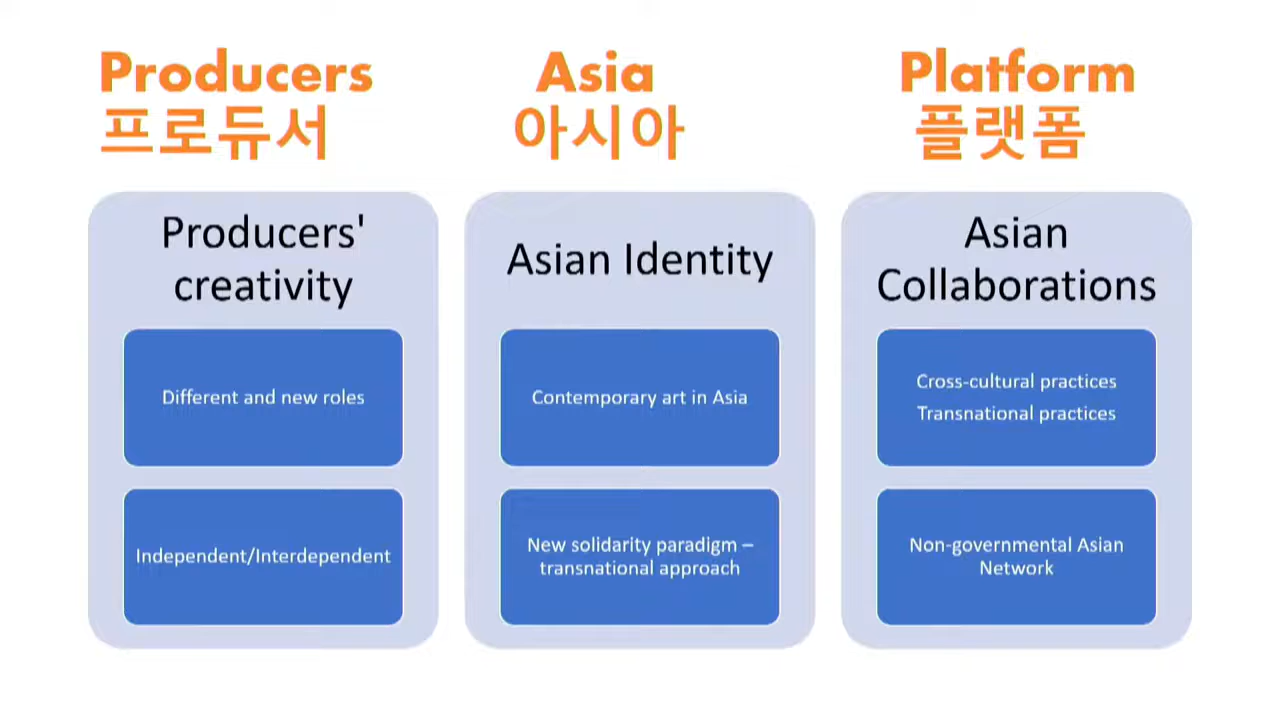 Producers
프로듀서
Asia
아시아
Platform
플랫폼
Producers'
creativity
Different and new roles
Independent/Interdependent
Asian Identity
Contemporary art in Asia
New solidarity paradigm –
transnational approach
Asian
Collaborations
Cross-cultural practices
Transnational practices
Non-governmental Asian
Network